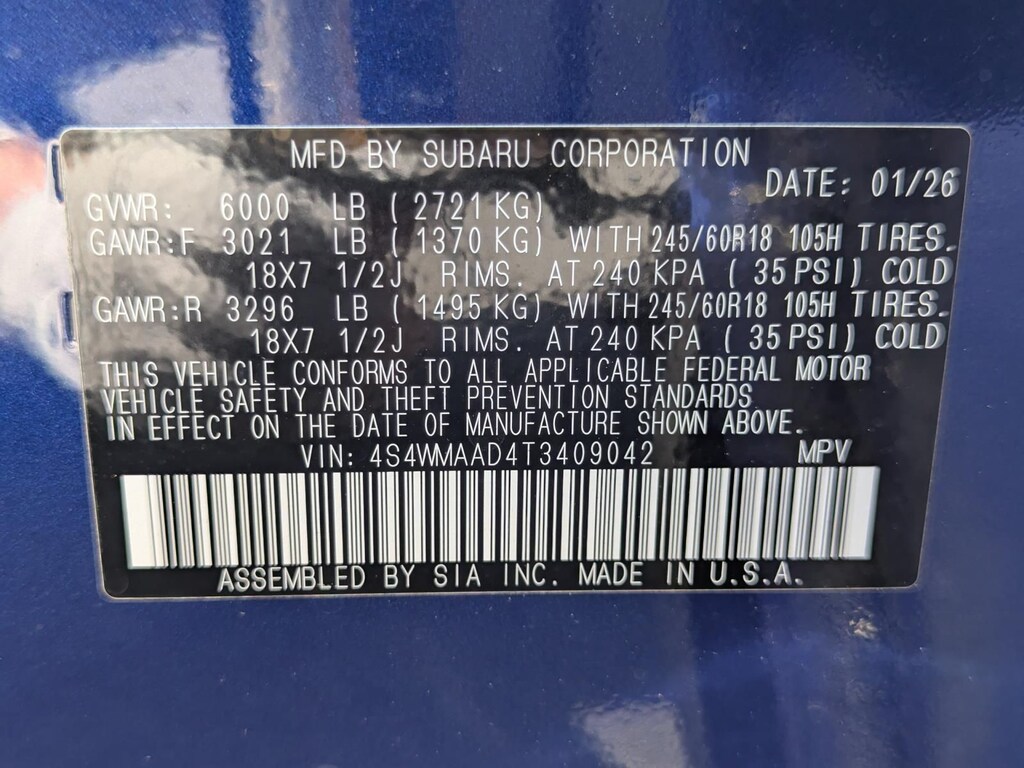 MFD BY SUBARU CORPORATION
DATE: 01/26
GVWR: 6000 LB ( 2721 KG)
GAWR:F 3021 LB ( 1370 KG) WITH 245/60R18 105H TIRES.
18X7 1/2J RIMS. AT 240 KPA ( 35 PSI) COLD
GAWR:R 3296 LB ( 1495 KG) WITH 245/60R18 105H TIRES.
18X7 1/2J RIMS. AT 240 KPA ( 35 PSI) COLD
THIS VEHICLE CONFORMS TO ALL APPLICABLE FEDERAL MOTOR
VEHICLE SAFETY AND THEFT PREVENTION STANDARDS
IN EFFECT ON THE DATE OF MANUFACTURE SHOWN ABOVE.
VIN: 4S4WMAAD4T3409042 MPV
ASSEMBLED BY SIA INC. MADE IN U.S.A.